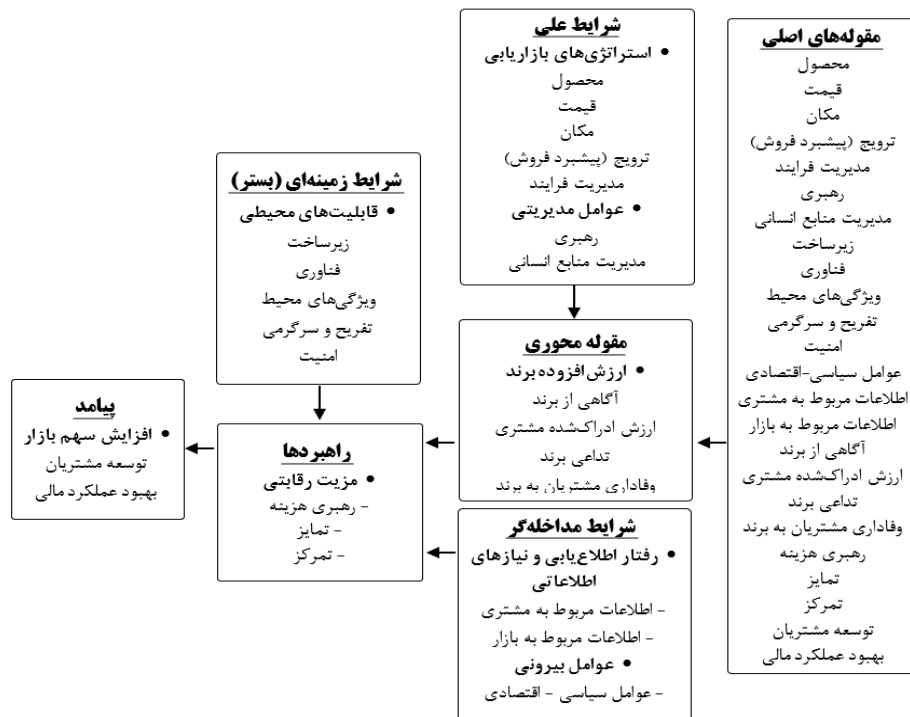 مقوله‌های اصلی
محصول
قیمت
مکان
ترویج (پیشبرد فروش)
مدیریت فرایند
رهبری
مدیریت منابع انسانی
زیرساخت
فناوری
ویژگی‌های محیط
تفریح و سرگرمی
امنیت
عوامل سیاسی-اقتصادی
اطلاعات مربوط به مشتری
اطلاعات مربوط به بازار
آگاهی از برند
ارزش ادراک‌شده مشتری
تداعی برند
وفاداری مشتریان به برند
رهبری هزینه
تمایز
تمرکز
توسعه مشتریان
بهبود عملکرد مالی
شرایط علی
• استراتژی‌های بازاریابی
محصول
قیمت
مکان
ترویج (پیشبرد فروش)
مدیریت فرایند
• عوامل مدیریتی
رهبری
مدیریت منابع انسانی
مقوله محوری
• ارزش افزوده برند
آگاهی از برند
ارزش ادراک‌شده مشتری
تداعی برند
وفاداری مشتریان به برند
شرایط مداخله‌گر
• رفتار اطلاع‌یابی و نیازهای
اطلاعاتی
- اطلاعات مربوط به مشتری
- اطلاعات مربوط به بازار
• عوامل بیرونی
- عوامل سیاسی - اقتصادی
شرایط زمینه‌ای (بستر)
• قابلیت‌های محیطی
زیرساخت
فناوری
ویژگی‌های محیط
تفریح و سرگرمی
امنیت
راهبردها
• مزیت رقابتی
- رهبری هزینه
- تمایز
- تمرکز
پیامد
• افزایش سهم بازار
توسعه مشتریان
بهبود عملکرد مالی